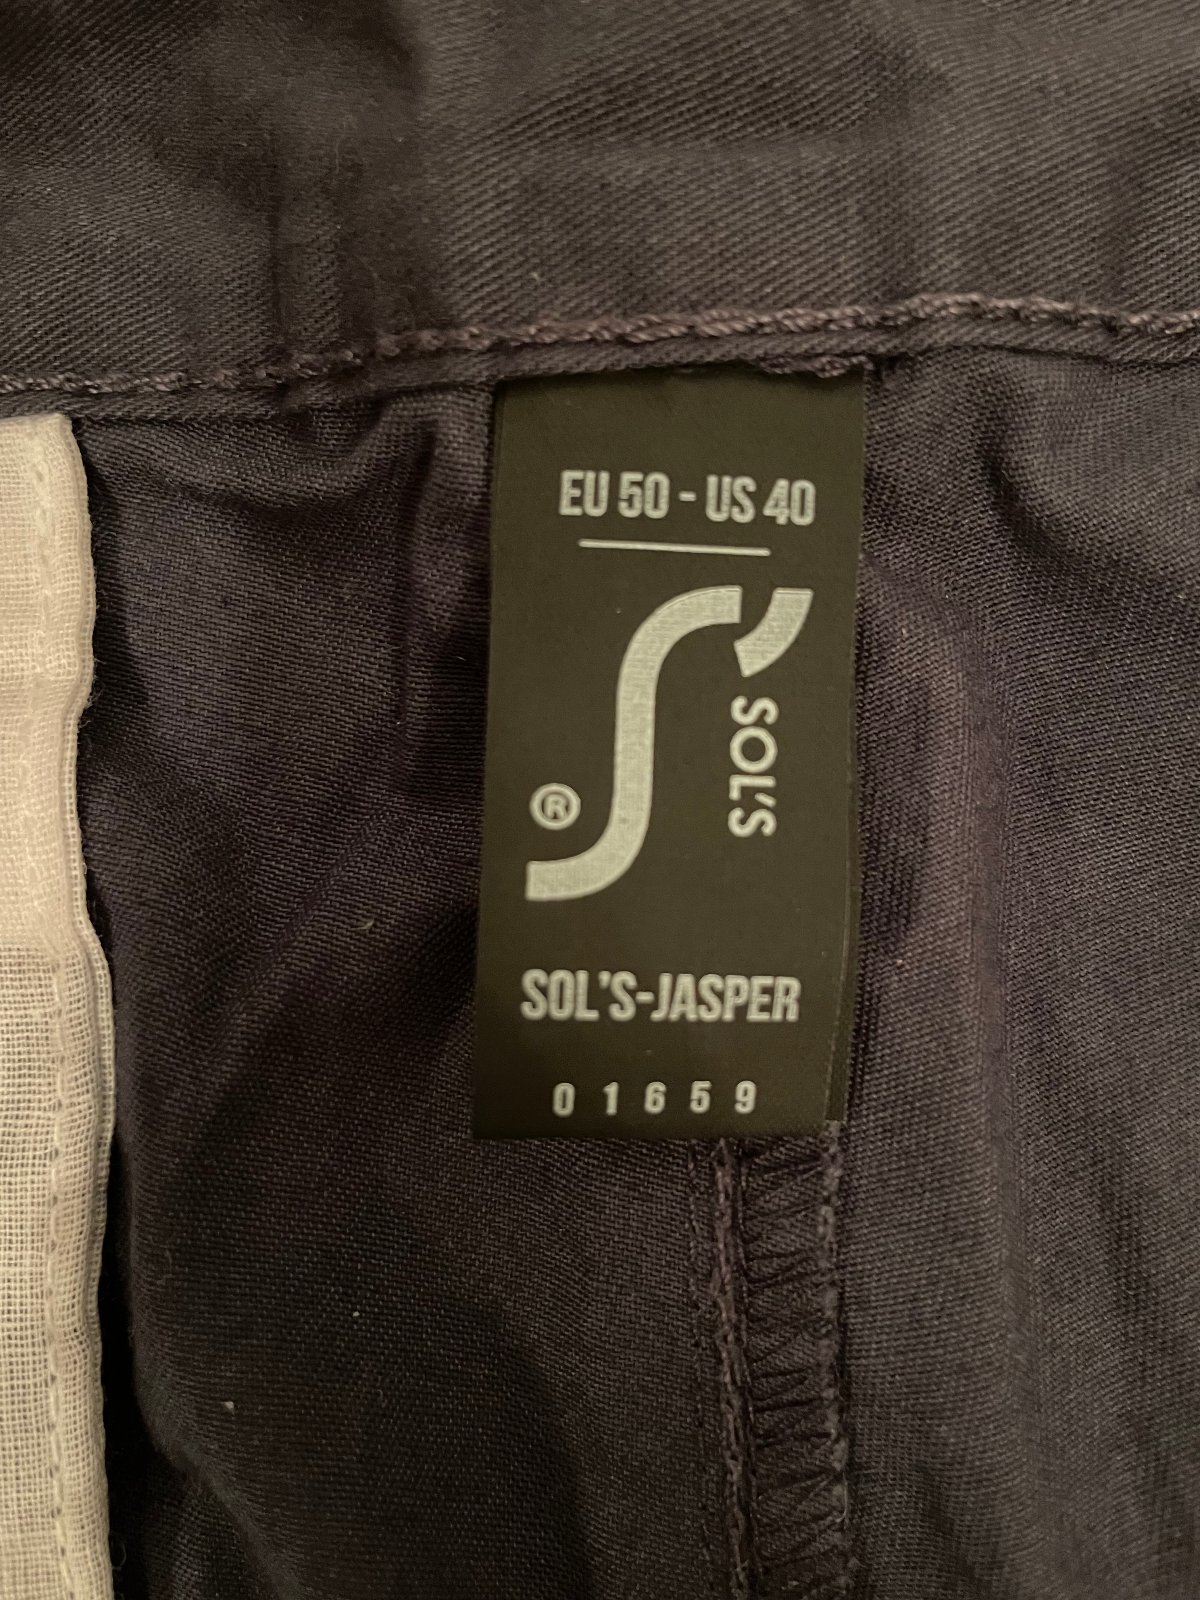 EU 50 - US 40
SOL'S
®
SOL'S-JASPER
01659